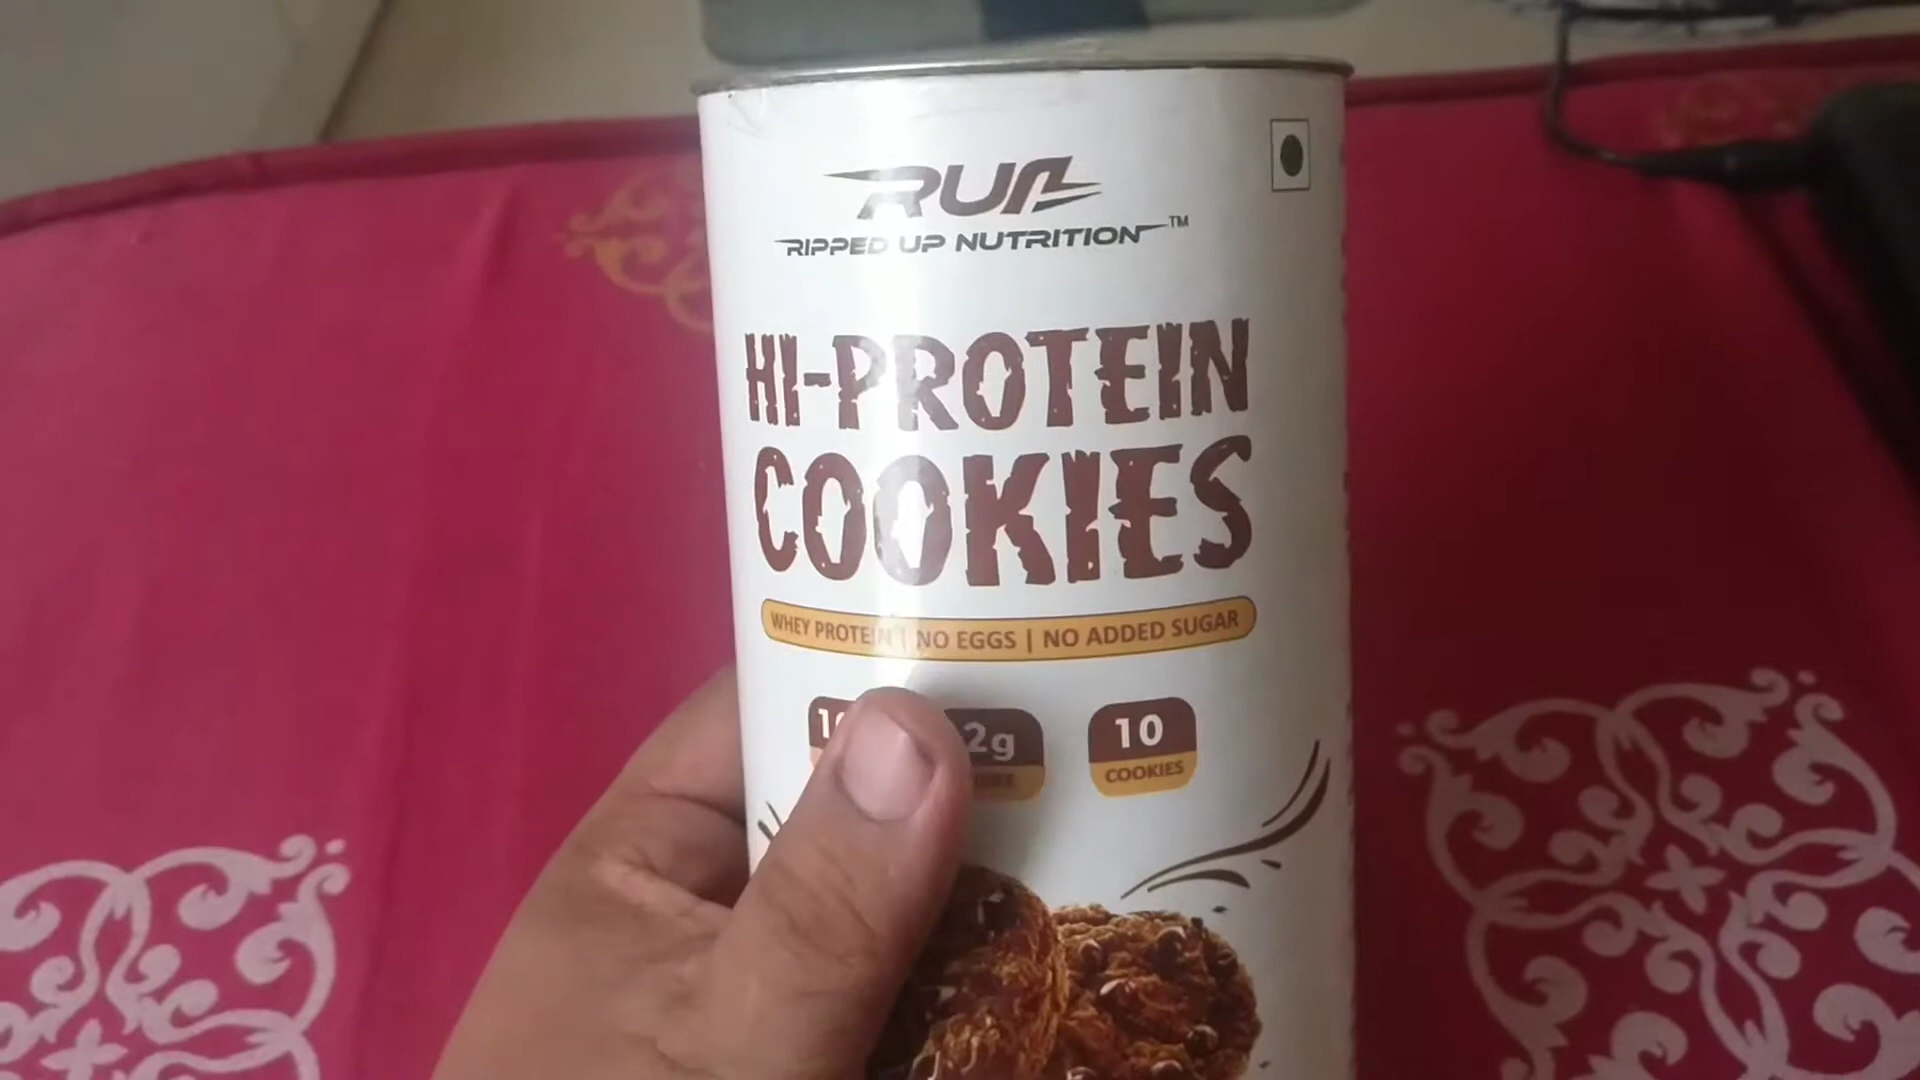 RUN
RIPPED UP NUTRITION™
HI-PROTEIN
COOKIES
WHEY PROTEIN | NO EGGS | NO ADDED SUGAR
10
COOKIES